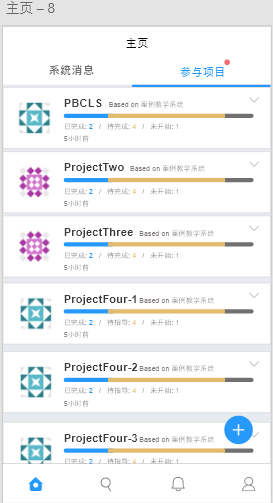 主页 – 8
主页
系统消息
参与项目
PBCLS Based on 案例教学系统
已完成: 2 / 待完成: 4 / 未开始: 1
5小时前
ProjectTwo Based on 案例教学系统
已完成: 2 / 待完成: 4 / 未开始: 1
5小时前
ProjectThree Based on 案例教学系统
已完成: 2 / 待完成: 4 / 未开始: 1
5小时前
ProjectFour-1 Based on 案例教学系统
已完成: 2 / 待指导: 4 / 未开始: 1
5小时前
ProjectFour-2 Based on 案例教学系统
已完成: 2 / 待指导: 4 / 未开始: 1
5小时前
ProjectFour-3 Based on 案例教学系统
已完成: 2 / 待指导: 4 / 未开始: 1